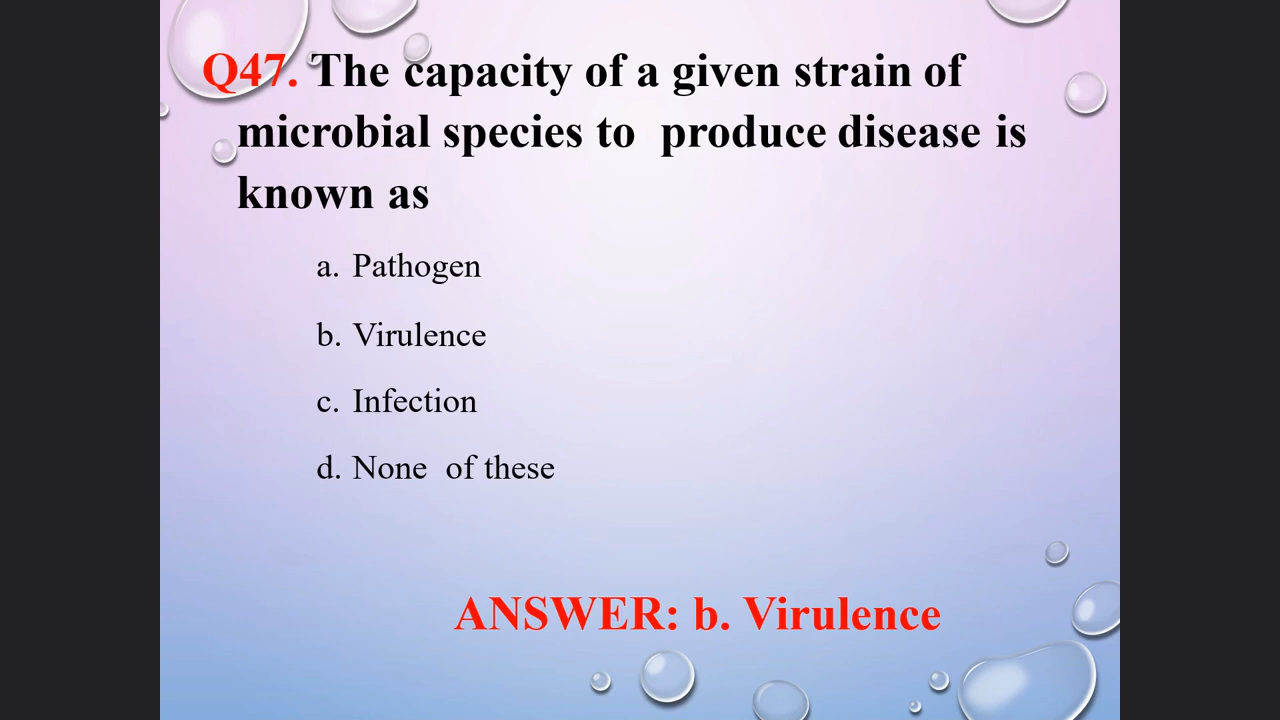 Q47. The capacity of a given strain of
microbial species to  produce disease is
known as
a. Pathogen
b. Virulence
c. Infection
d. None  of these
ANSWER: b. Virulence